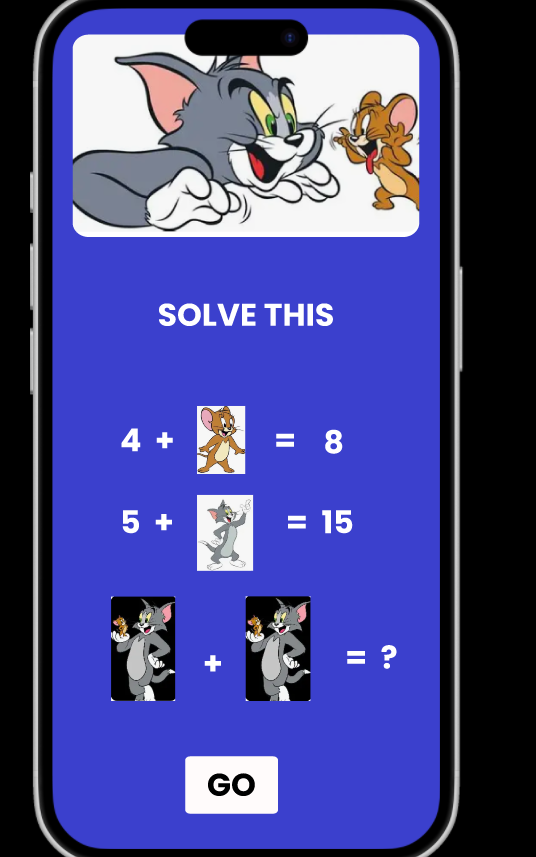 SOLVE THIS
4 + = 8
5 + = 15
+ = ?
GO